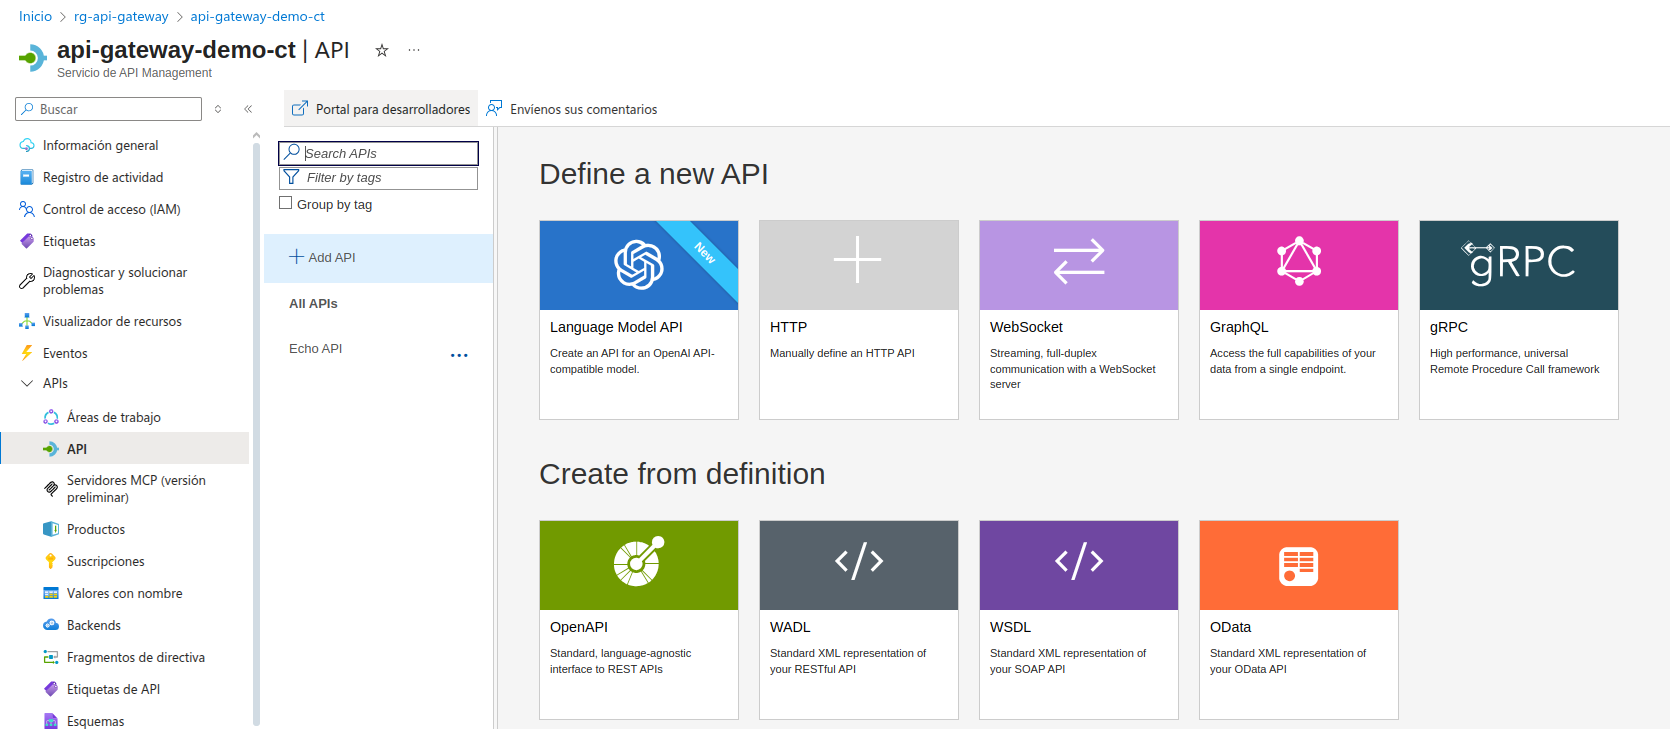 Inicio > rg-api-gateway > api-gateway-demo-ct
api-gateway-demo-ct | API
Servicio de API Management
Buscar
Información general
Registro de actividad
Control de acceso (IAM)
Etiquetas
Diagnosticar y solucionar
problemas
Visualizador de recursos
Eventos
APIs
Áreas de trabajo
API
Servidores MCP (versión
preliminar)
Productos
Suscripciones
Valores con nombre
Backends
Fragmentos de directiva
Etiquetas de API
Esquemas
Portal para desarrolladores
Envíenos sus comentarios
Search APIs
Filter by tags
Group by tag
Add API
All APIs
Echo API
Define a new API
New
Language Model API
Create an API for an OpenAI API-
compatible model.
HTTP
Manually define an HTTP API
WebSocket
Streaming, full-duplex
communication with a WebSocket
server
GraphQL
Access the full capabilities of your
data from a single endpoint.
gRPC
gRPC
High performance, universal
Remote Procedure Call framework
Create from definition
OpenAPI
Standard, language-agnostic
interface to REST APIs
WADL
Standard XML representation of
your RESTful API
WSDL
Standard XML representation of
your SOAP API
OData
Standard XML representation of
your OData API